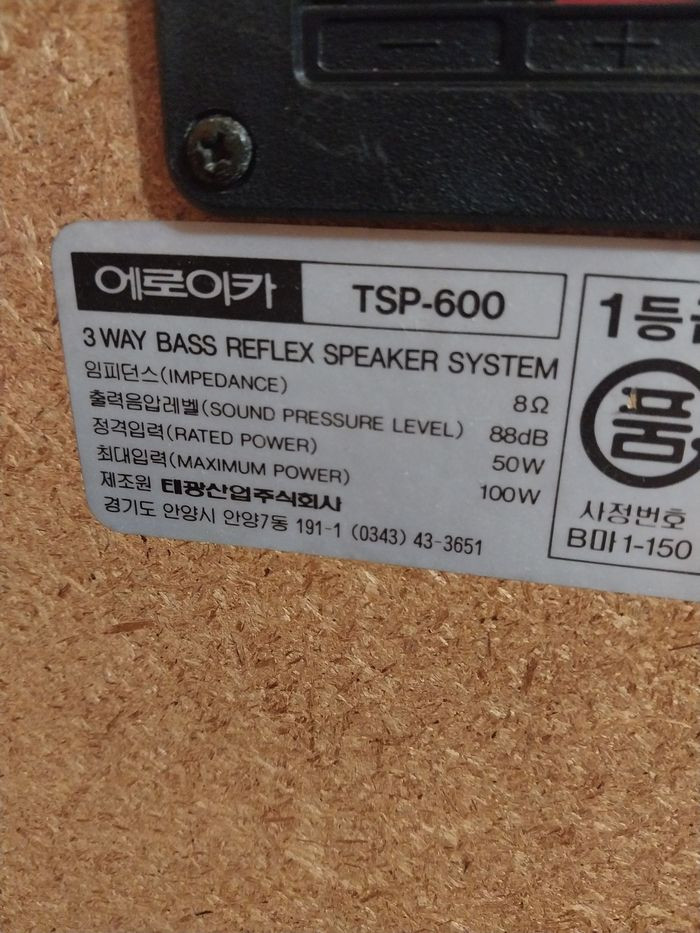 에로이카 TSP-600
3 WAY BASS REFLEX SPEAKER SYSTEM
임피던스(IMPEDANCE) 8Ω
출력음압레벨(SOUND PRESSURE LEVEL) 88dB
정격입력(RATED POWER) 50W
최대입력(MAXIMUM POWER) 100W
제조원 태광산업주식회사
경기도 안양시 안양7동 191-1 (0343) 43-3651
1등급
품
사정번호
B마1-150